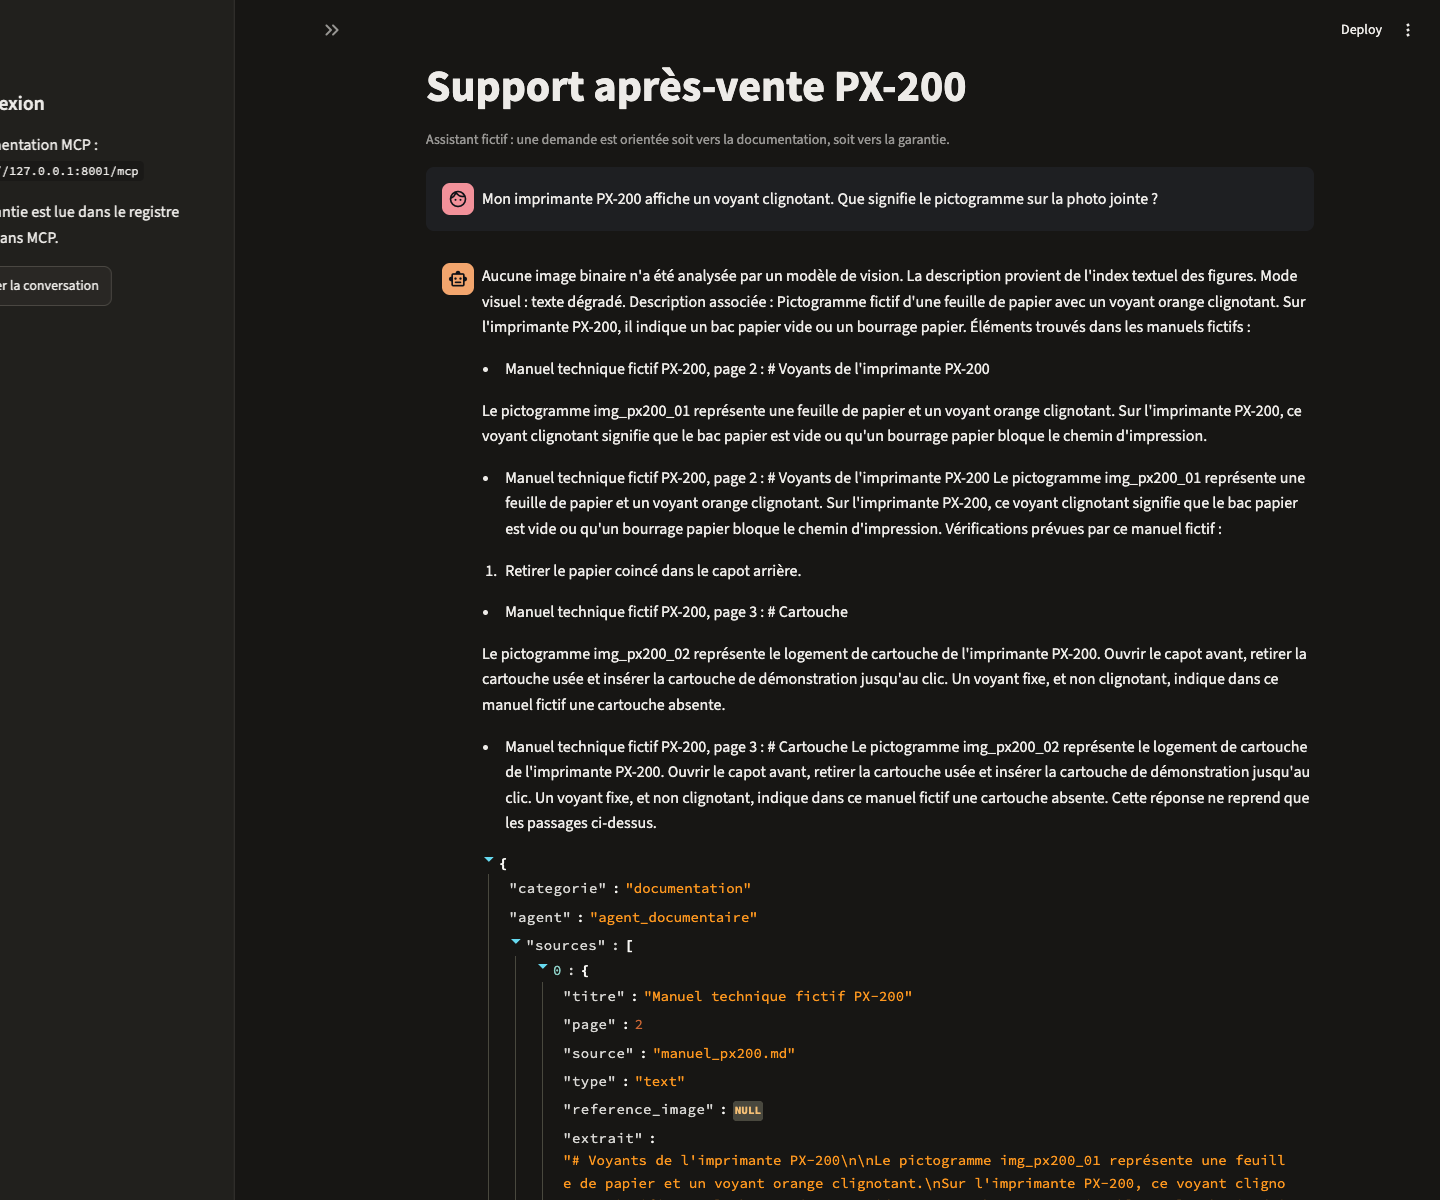 exion
entation MCP :
//127.0.0.1:8001/mcp
ntie est lue dans le registre
ans MCP.
er la conversation
Deploy
Support après-vente PX-200
Assistant fictif : une demande est orientée soit vers la documentation, soit vers la garantie.
Mon imprimante PX-200 affiche un voyant clignotant. Que signifie le pictogramme sur la photo jointe ?
Aucune image binaire n'a été analysée par un modèle de vision. La description provient de l'index textuel des figures. Mode
visuel : texte dégradé. Description associée : Pictogramme fictif d'une feuille de papier avec un voyant orange clignotant. Sur
l'imprimante PX-200, il indique un bac papier vide ou un bourrage papier. Éléments trouvés dans les manuels fictifs :
• Manuel technique fictif PX-200, page 2 : # Voyants de l'imprimante PX-200
Le pictogramme img_px200_01 représente une feuille de papier et un voyant orange clignotant. Sur l'imprimante PX-200, ce
voyant clignotant signifie que le bac papier est vide ou qu'un bourrage papier bloque le chemin d'impression.
• Manuel technique fictif PX-200, page 2 : # Voyants de l'imprimante PX-200 Le pictogramme img_px200_01 représente une
feuille de papier et un voyant orange clignotant. Sur l'imprimante PX-200, ce voyant clignotant signifie que le bac papier
est vide ou qu'un bourrage papier bloque le chemin d'impression. Vérifications prévues par ce manuel fictif :
1. Retirer le papier coincé dans le capot arrière.
• Manuel technique fictif PX-200, page 3 : # Cartouche
Le pictogramme img_px200_02 représente le logement de cartouche de l'imprimante PX-200. Ouvrir le capot avant, retirer la
cartouche usée et insérer la cartouche de démonstration jusqu'au clic. Un voyant fixe, et non clignotant, indique dans ce
manuel fictif une cartouche absente.
• Manuel technique fictif PX-200, page 3 : # Cartouche Le pictogramme img_px200_02 représente le logement de cartouche
de l'imprimante PX-200. Ouvrir le capot avant, retirer la cartouche usée et insérer la cartouche de démonstration jusqu'au
clic. Un voyant fixe, et non clignotant, indique dans ce manuel fictif une cartouche absente. Cette réponse ne reprend que
les passages ci-dessus.
{
"categorie" : "documentation"
"agent" : "agent_documentaire"
"sources" : [
0 : {
"titre" : "Manuel technique fictif PX-200"
"page" : 2
"source" : "manuel_px200.md"
"type" : "text"
"reference_image" : NULL
"extrait" :
"# Voyants de l'imprimante PX-200\n\nLe pictogramme img_px200_01 représente une feuill
e de papier et un voyant orange clignotant.\nSur l'imprimante PX-200, ce voyant cligno